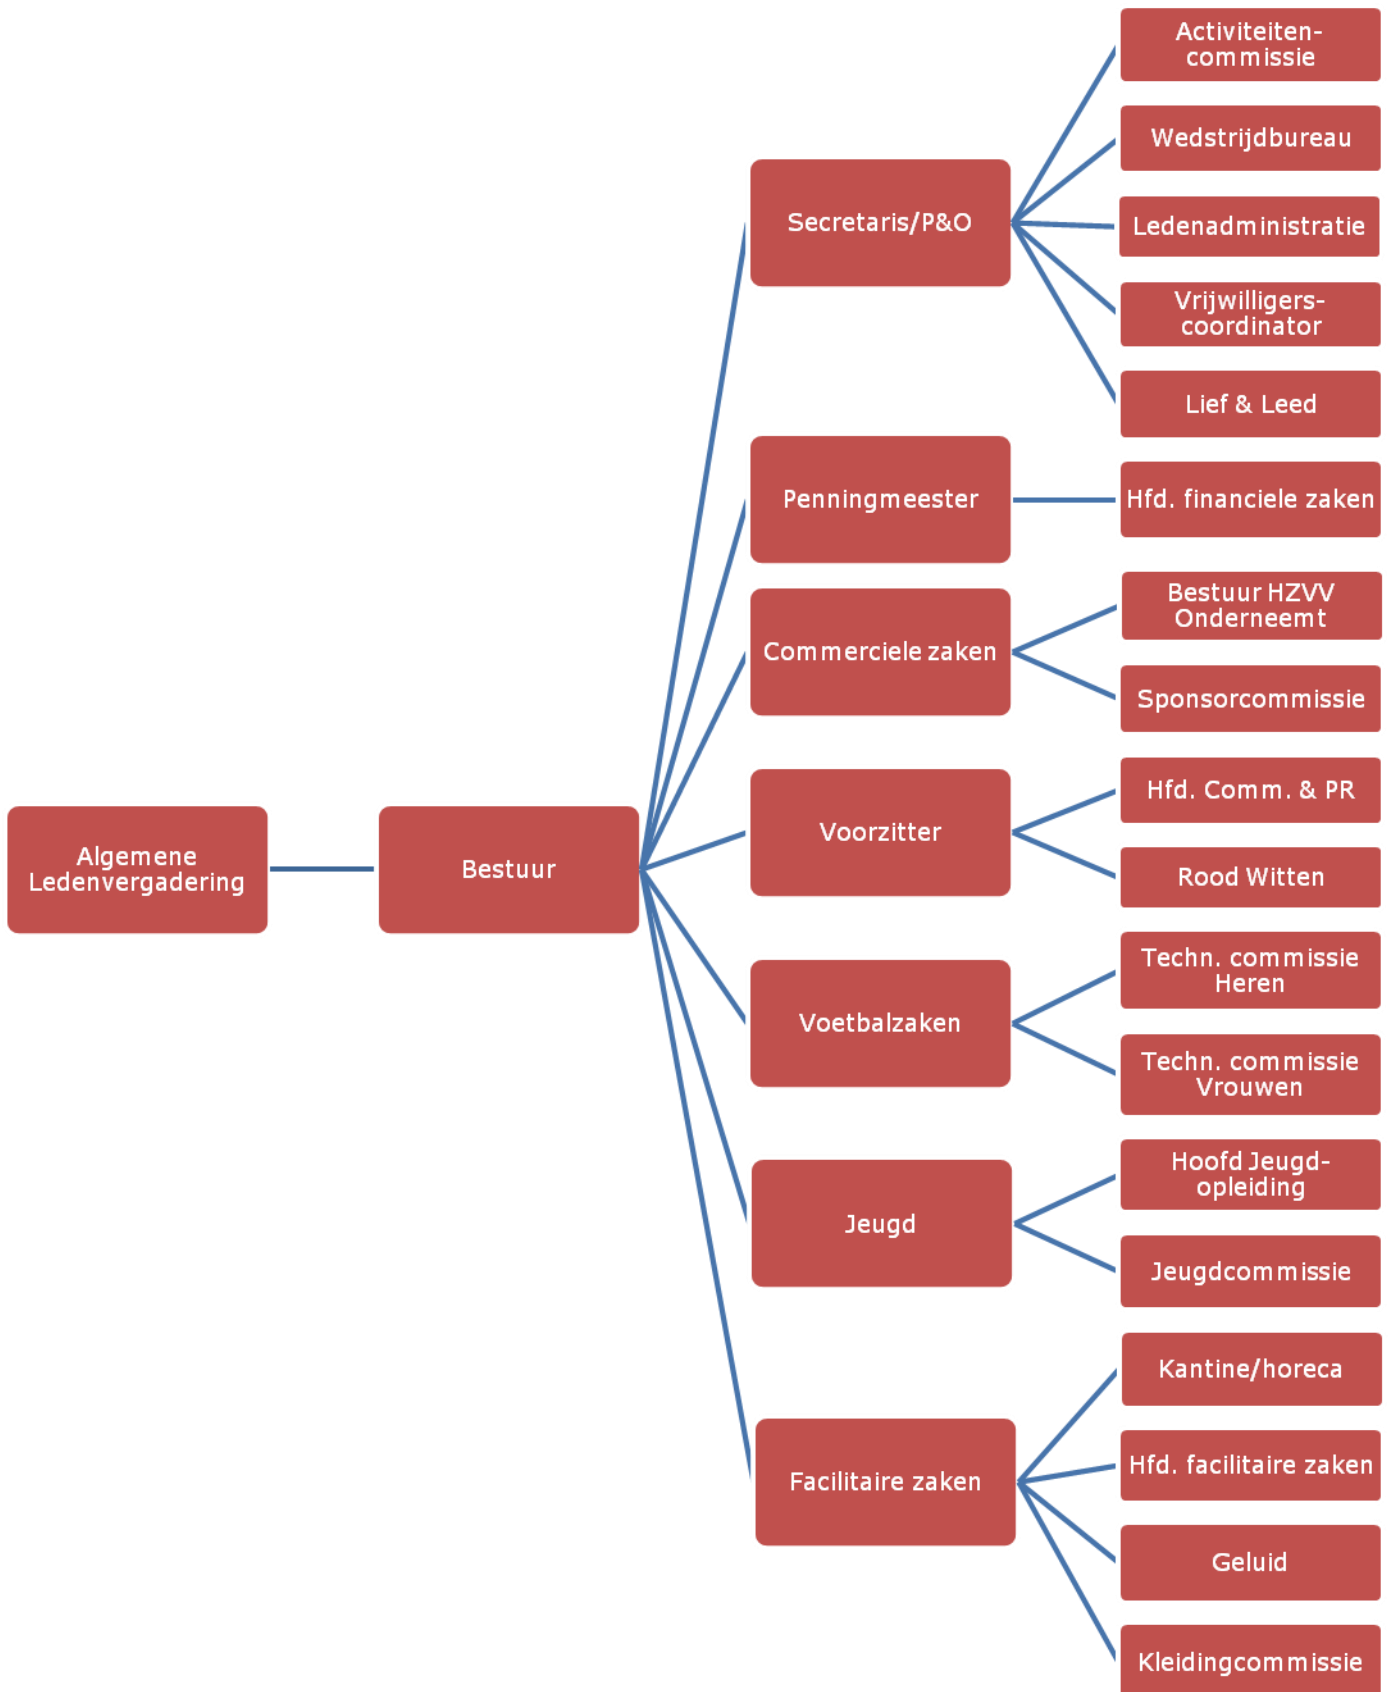 Algemene
Ledenvergadering
Bestuur
Secretaris/P&O
Activiteiten-
commissie
Wedstrijdbureau
Ledenadministratie
Vrijwilligers-
coordinator
Lief & Leed
Penningmeester
Hfd. financiele zaken
Commerciele zaken
Bestuur HZVV
Onderneemt
Sponsorcommissie
Voorzitter
Hfd. Comm. & PR
Rood Witten
Voetbalzaken
Techn. commissie
Heren
Techn. commissie
Vrouwen
Jeugd
Hoofd Jeugd-
opleiding
Jeugdcommissie
Facilitaire zaken
Kantine/horeca
Hfd. facilitaire zaken
Geluid
Kleidingcommissie